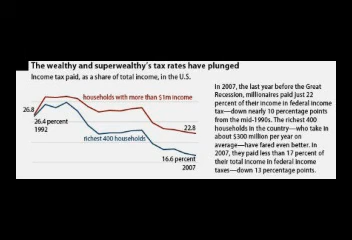 The wealthy and superwealthy's tax rates have plunged
Income tax paid, as a share of total income, in the U.S.
households with more than $1m income
26.8
26.4 percent
1992
22.8
richest 400 households
16.6 percent
2007
In 2007, the last year before the Great
Recession, millionaires paid just 22
percent of their income in federal income
tax—down nearly 10 percentage points
from the mid-1990s. The richest 400
households in the country—who take in
about $300 million per year on
average—have fared even better. In
2007, they paid less than 17 percent of
their total income in federal income
taxes—down 13 percentage points.